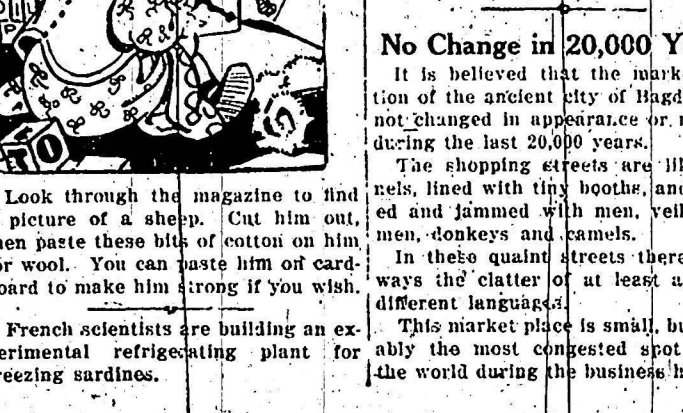 Look through the magazine to find
picture of a sheep. Cut him out,
then paste these bits of cotton on him
or wool. You can paste him on card-
board to make him strong if you wish.
French scientists are building an ex-
perimental refrigerating plant for
freezing sardines.
No Change in 20,000 Y
It is believed that the mark
tion of the ancient city of Bagd
not changed in appearance or
during the last 20,000 years.
The shopping streets are li
nels, lined with tiny booths, an
ed and jammed with men, veil
men, donkeys and camels.
In these quaint streets there
ways the clatter of at least a
different languages.
This market place is small, bu
ably the most congested spot
the world during the business h